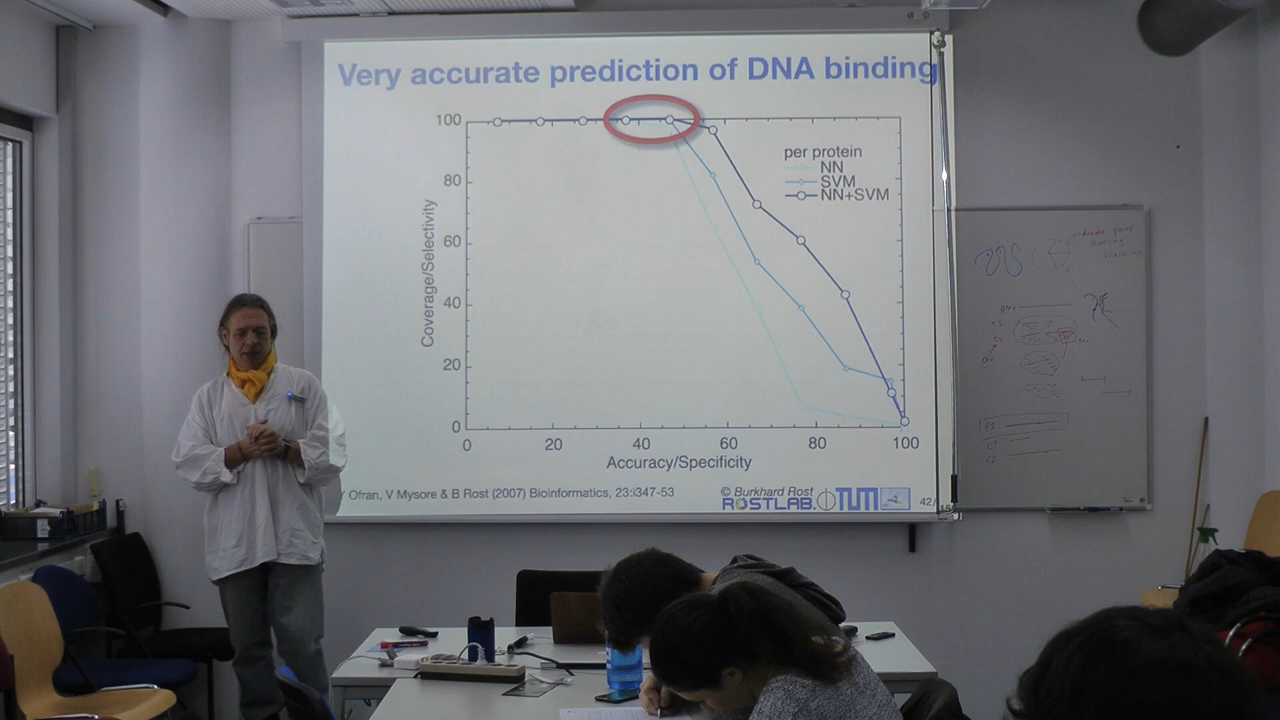 Very accurate prediction of DNA binding
100
80
60
40
20
0
0 20 40 60 80 100
Coverage/Selectivity
Accuracy/Specificity
per protein
NN
SVM
NN+SVM
Ofran, V Mysore & B Rost (2007) Bioinformatics, 23:i347-53
© Burkhard Rost
ROSTLAB.
TUM
42/